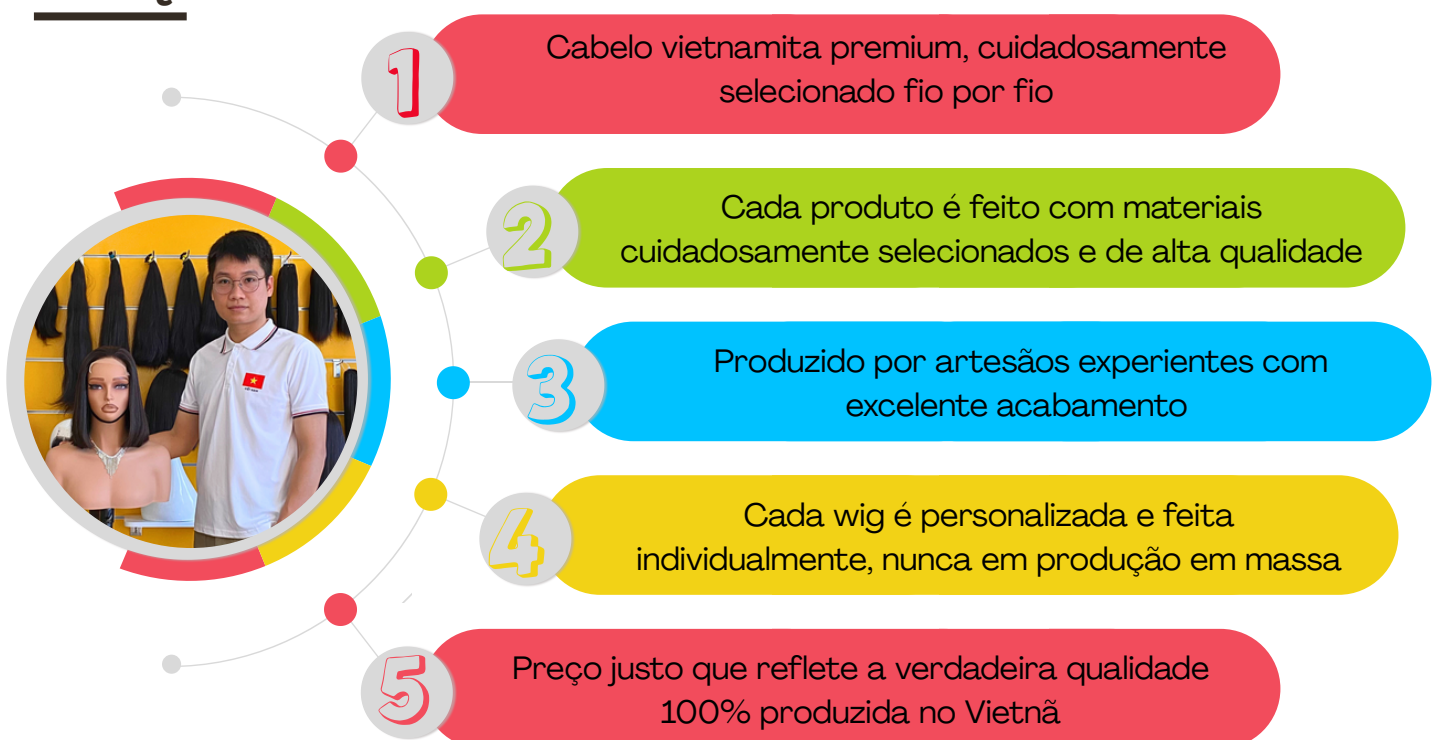 1
Cabelo vietnamita premium, cuidadosamente
selecionado fio por fio
2
Cada produto é feito com materiais
cuidadosamente selecionados e de alta qualidade
3
Produzido por artesãos experientes com
excelente acabamento
4
Cada wig é personalizada e feita
individualmente, nunca em produção em massa
5
Preço justo que reflete a verdadeira qualidade
100% produzida no Vietnã